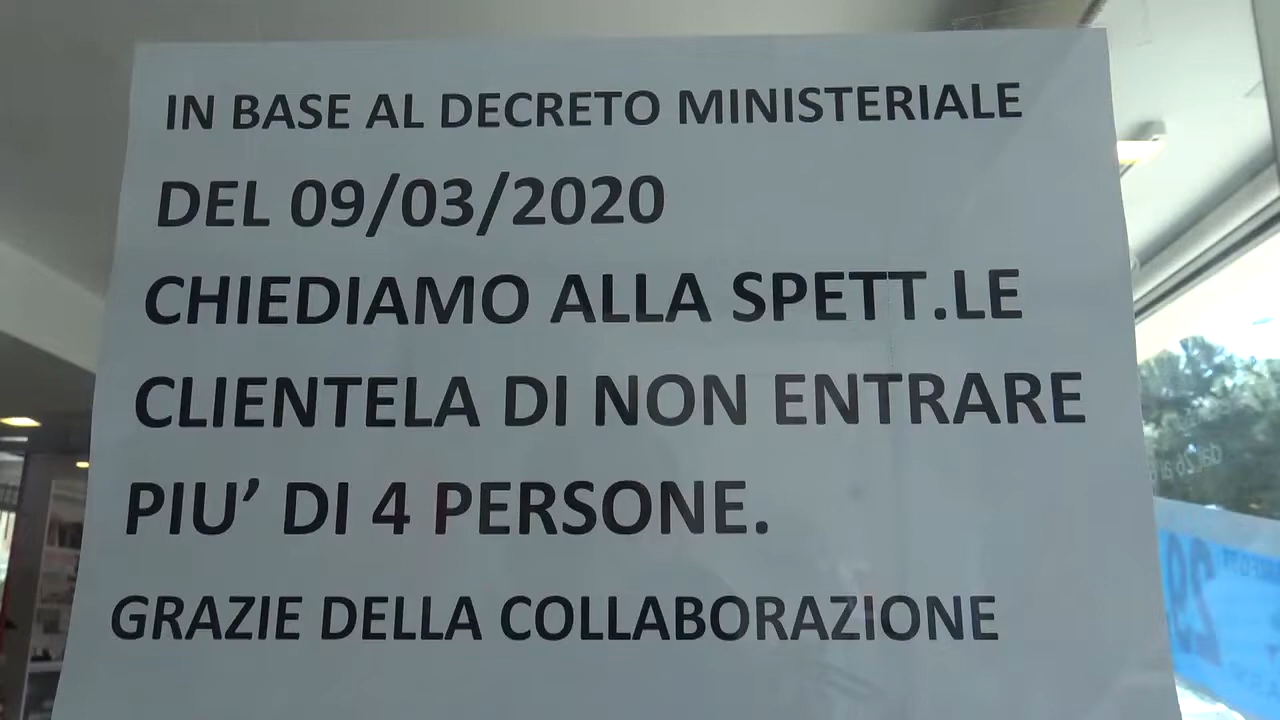 IN BASE AL DECRETO MINISTERIALE
DEL 09/03/2020
CHIEDIAMO ALLA SPETT.LE
CLIENTELA DI NON ENTRARE
PIU’ DI 4 PERSONE.
GRAZIE DELLA COLLABORAZIONE
29